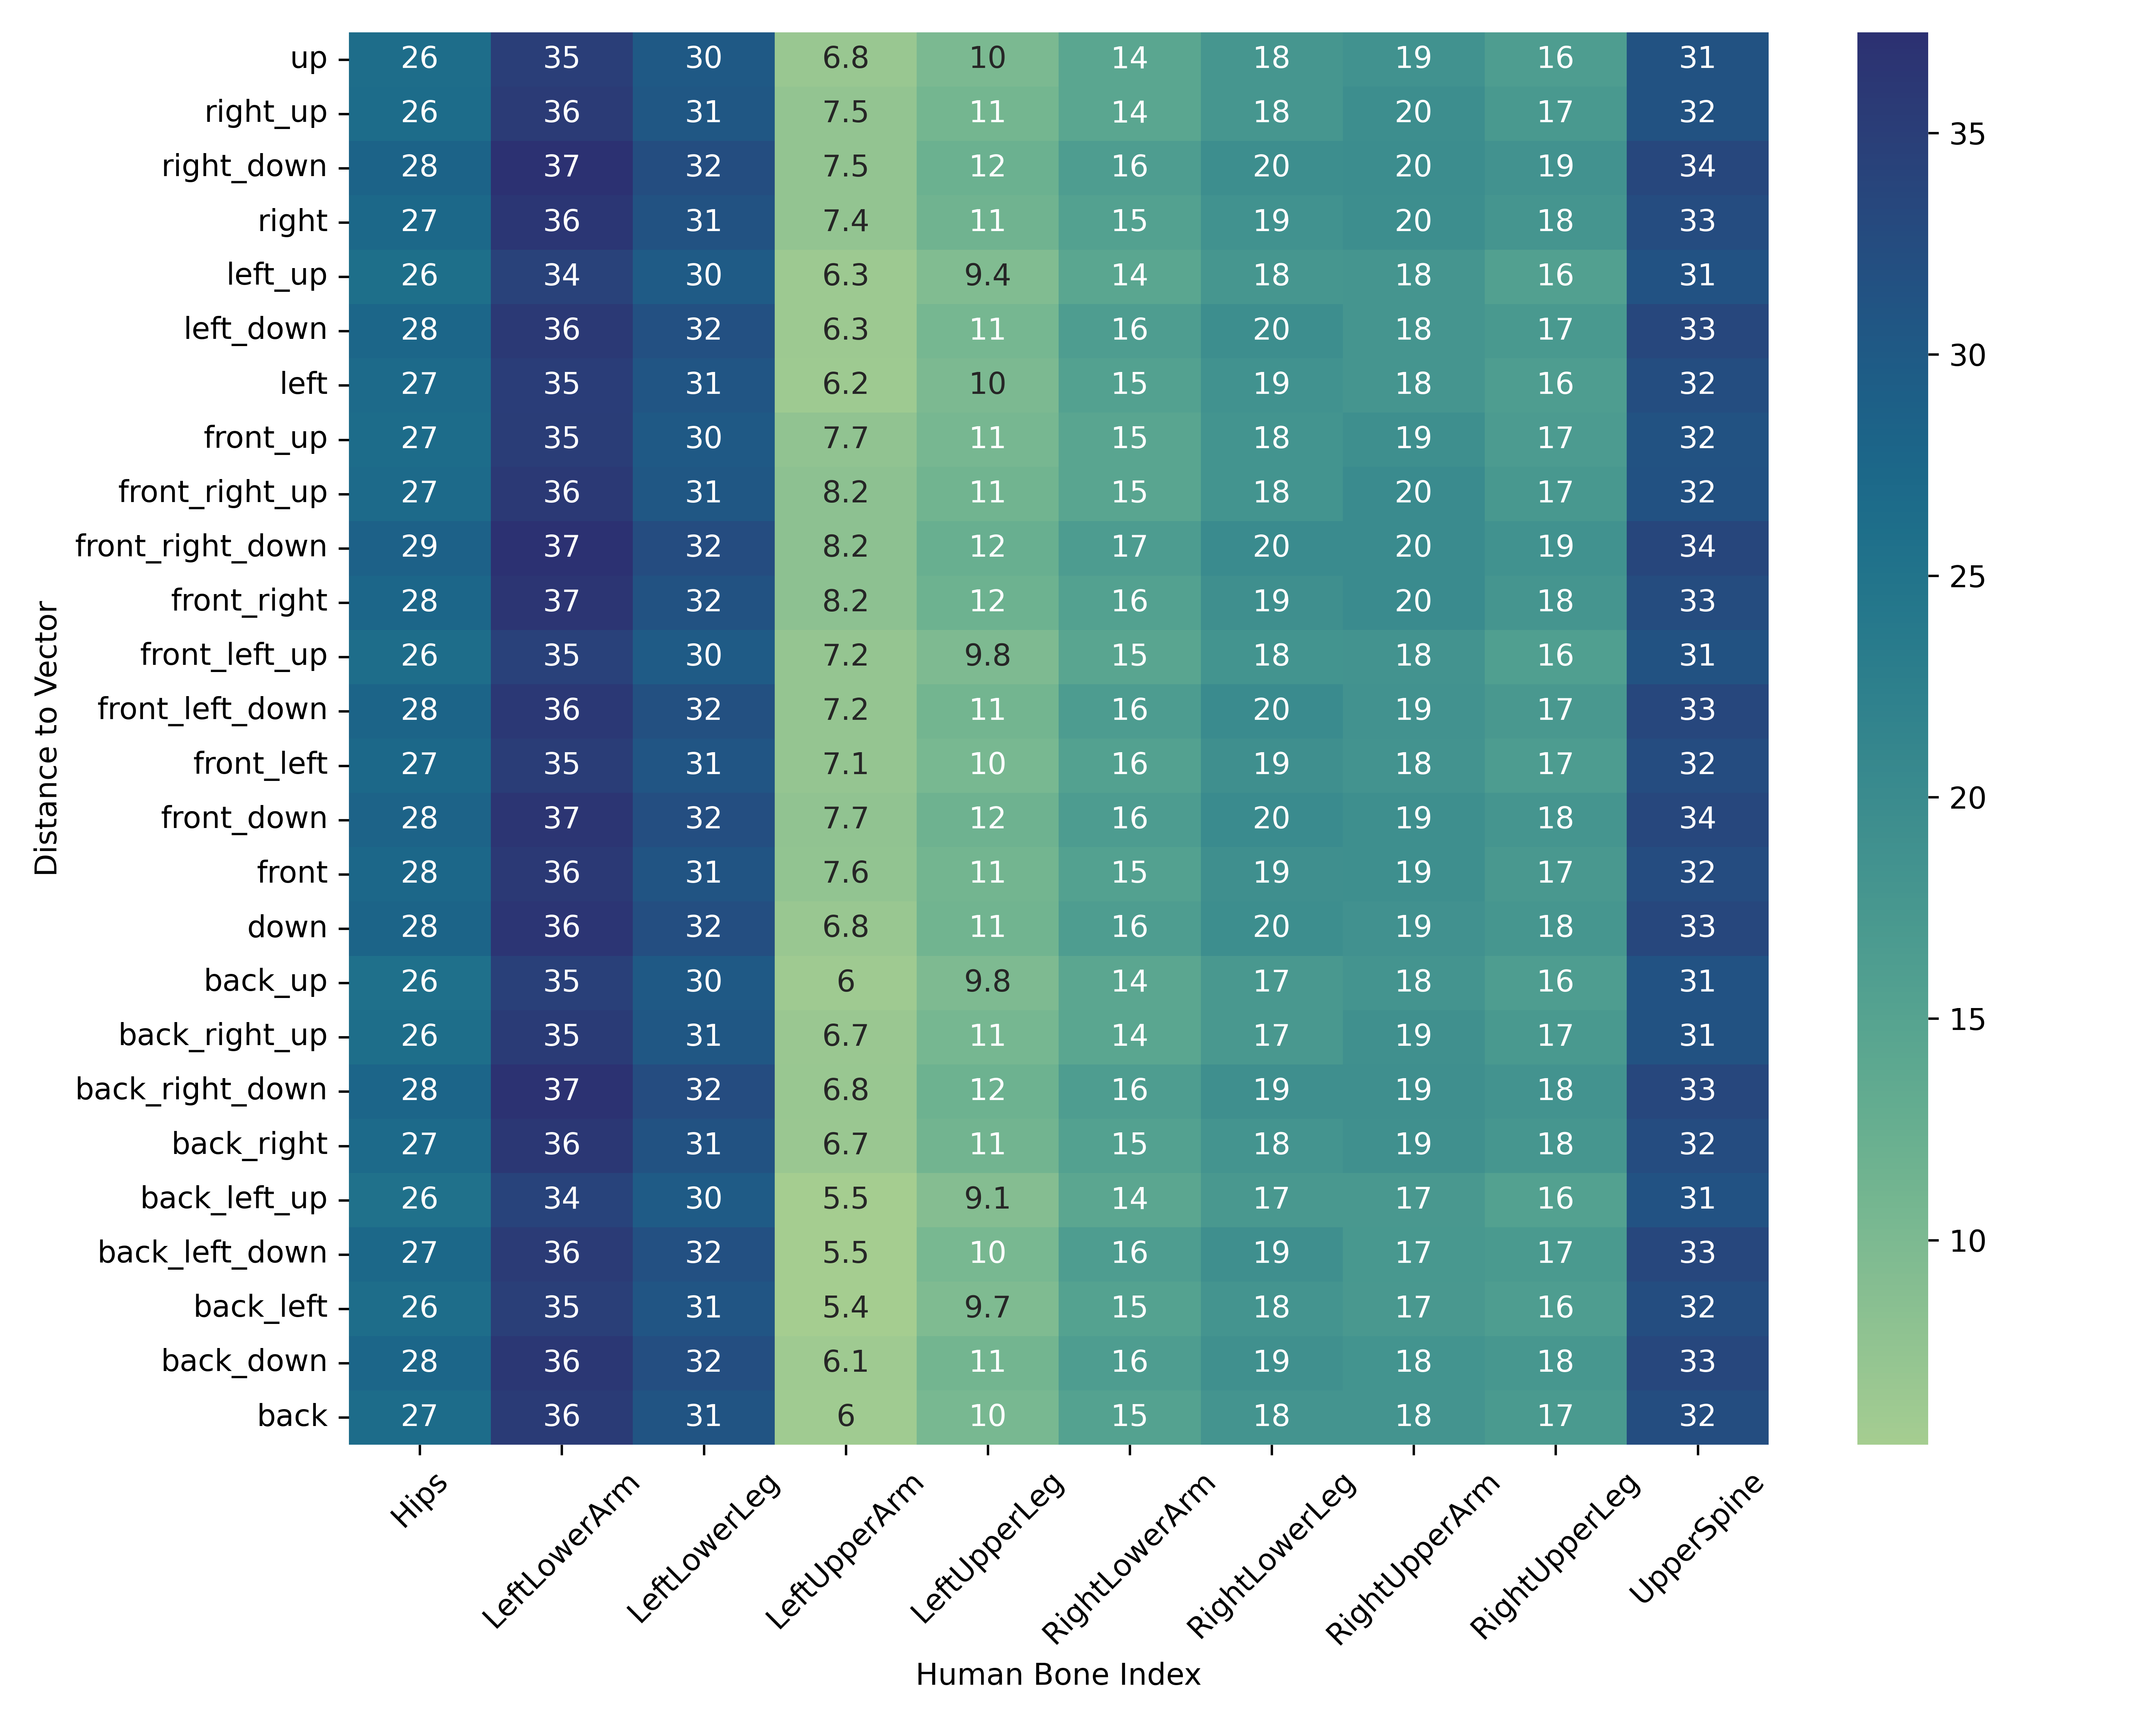 up 26 35 30 6.8 10 14 18 19 16 31
right_up 26 36 31 7.5 11 14 18 20 17 32
right_down 28 37 32 7.5 12 16 20 20 19 34
right 27 36 31 7.4 11 15 19 20 18 33
left_up 26 34 30 6.3 9.4 14 18 18 16 31
left_down 28 36 32 6.3 11 16 20 18 17 33
left 27 35 31 6.2 10 15 19 18 16 32
front_up 27 35 30 7.7 11 15 18 19 17 32
front_right_up 27 36 31 8.2 11 15 18 20 17 32
front_right_down 29 37 32 8.2 12 17 20 20 19 34
front_right 28 37 32 8.2 12 16 19 20 18 33
front_left_up 26 35 30 7.2 9.8 15 18 18 16 31
front_left_down 28 36 32 7.2 11 16 20 19 17 33
front_left 27 35 31 7.1 10 16 19 18 17 32
front_down 28 37 32 7.7 12 16 20 19 18 34
front 28 36 31 7.6 11 15 19 19 17 32
down 28 36 32 6.8 11 16 20 19 18 33
back_up 26 35 30 6 9.8 14 17 18 16 31
back_right_up 26 35 31 6.7 11 14 17 19 17 31
back_right_down 28 37 32 6.8 12 16 19 19 18 33
back_right 27 36 31 6.7 11 15 18 19 18 32
back_left_up 26 34 30 5.5 9.1 14 17 17 16 31
back_left_down 27 36 32 5.5 10 16 19 17 17 33
back_left 26 35 31 5.4 9.7 15 18 17 16 32
back_down 28 36 32 6.1 11 16 19 18 18 33
back 27 36 31 6 10 15 18 18 17 32
Distance to Vector
Hips LeftLowerArm LeftLowerLeg LeftUpperArm LeftUpperLeg RightLowerArm RightLowerLeg RightUpperArm RightUpperLeg UpperSpine
Human Bone Index
35
30
25
20
15
10